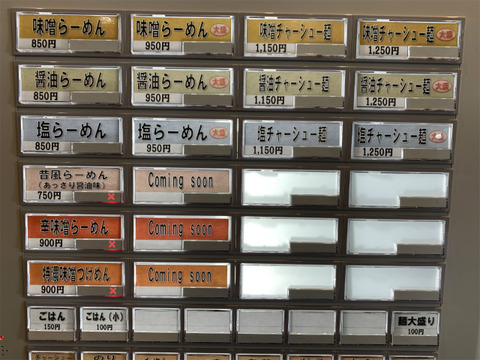 味噌らーめん 味噌らーめん 大盛 味噌チャーシュー麺 味噌チャーシュー麺 大盛
850円 950円 1,150円 1,250円
醤油らーめん 醤油らーめん 大盛 醤油チャーシュー麺 醤油チャーシュー麺 大盛
850円 950円 1,150円 1,250円
塩らーめん 塩らーめん 大盛 塩チャーシュー麺 塩チャーシュー麺
850円 950円 1,150円 1,250円
昔風らーめん Coming soon
(あっさり醤油味)
750円
辛味噌らーめん Coming soon
900円
特濃味噌つけめん Coming soon
900円
ごはん ごはん(小) 麺大盛り
150円 100円 100円